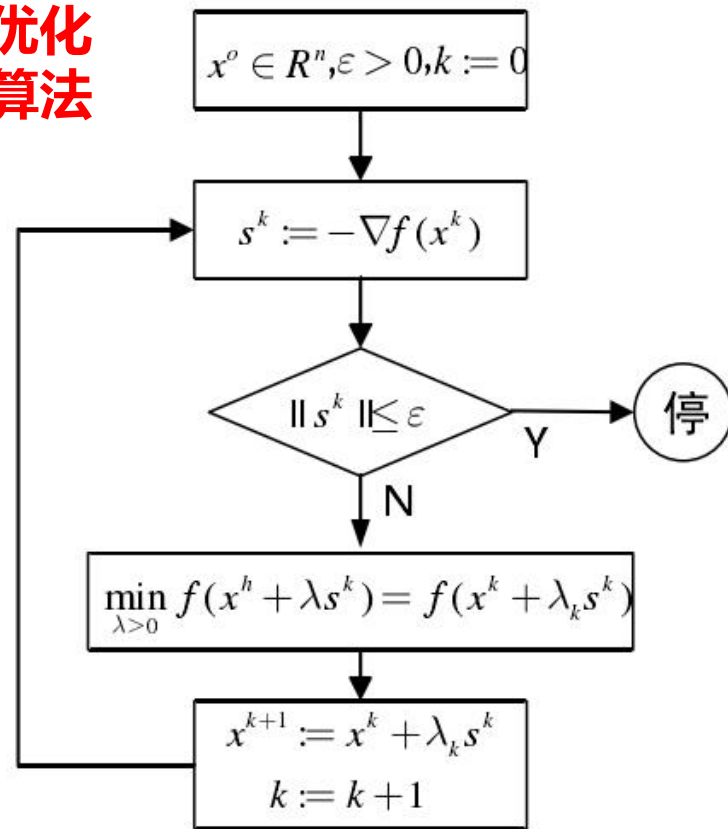 优化
算法
x^o ∈ R^n, ε > 0, k := 0
s^k := −∇f(x^k)
‖ s^k ‖≤ ε
停
Y
N
min_{λ>0} f(x^h + λs^k) = f(x^k + λ_k s^k)
x^{k+1} := x^k + λ_k s^k
k := k + 1